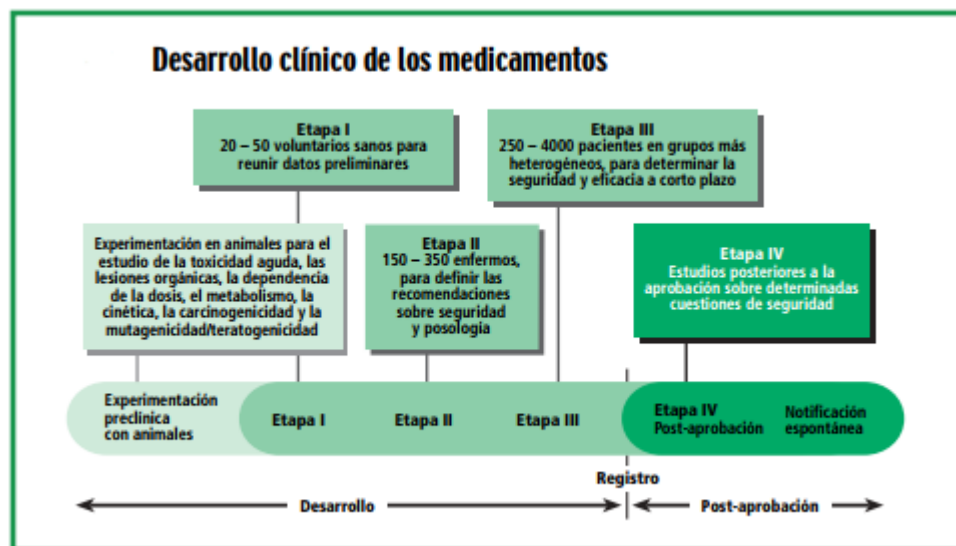 Desarrollo clínico de los medicamentos
Etapa I
20 – 50 voluntarios sanos para
reunir datos preliminares
Etapa III
250 – 4000 pacientes en grupos más
heterogéneos, para determinar la
seguridad y eficacia a corto plazo
Experimentación en animales para el
estudio de la toxicidad aguda, las
lesiones orgánicas, la dependencia
de la dosis, el metabolismo, la
cinética, la carcinogenicidad y la
mutagenicidad/teratogenicidad
Etapa II
150 – 350 enfermos,
para definir las
recomendaciones
sobre seguridad
y posología
Etapa IV
Estudios posteriores a la
aprobación sobre determinadas
cuestiones de seguridad
Experimentación
preclínica
con animales
Etapa I
Etapa II
Etapa III
Etapa IV
Post-aprobación
Notificación
espontánea
Registro
Desarrollo
Post-aprobación